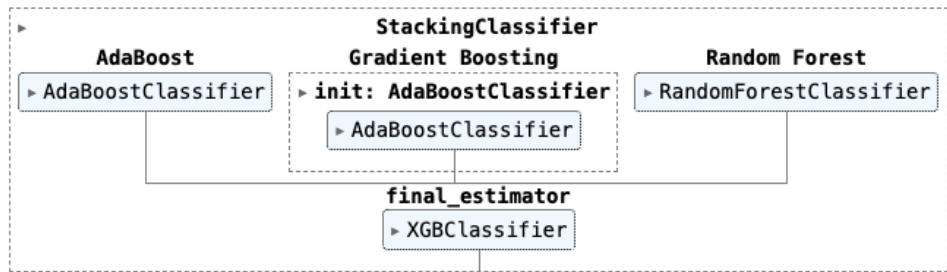 StackingClassifier
AdaBoost Gradient Boosting Random Forest
AdaBoostClassifier init: AdaBoostClassifier RandomForestClassifier
AdaBoostClassifier
final_estimator
XGBClassifier